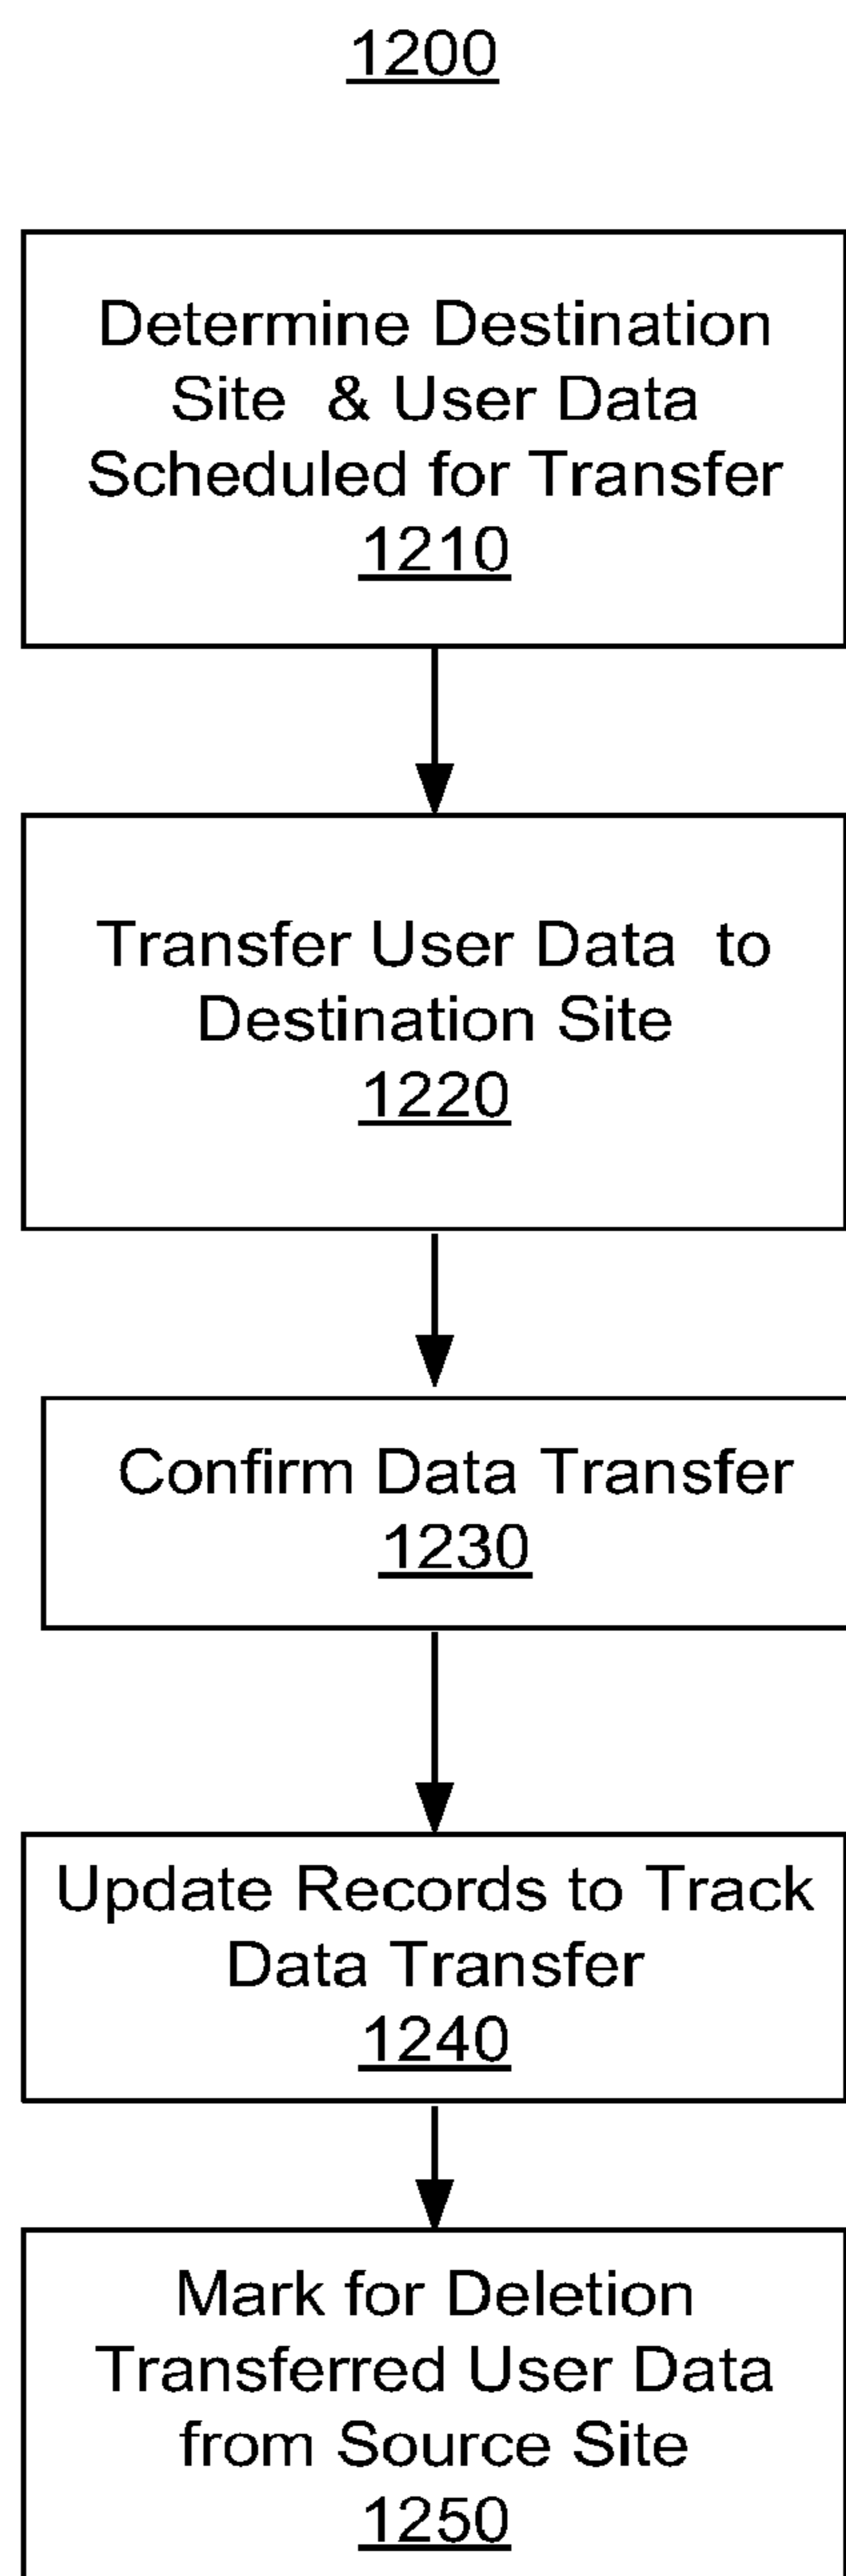 1200
Determine Destination
Site & User Data
Scheduled for Transfer
1210
Transfer User Data to
Destination Site
1220
Confirm Data Transfer
1230
Update Records to Track
Data Transfer
1240
Mark for Deletion
Transferred User Data
from Source Site
1250